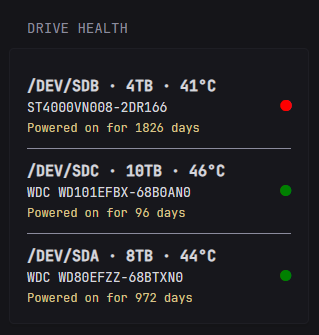 DRIVE HEALTH
/DEV/SDB · 4TB · 41°C
ST4000VN008-2DR166
Powered on for 1826 days
/DEV/SDC · 10TB · 46°C
WDC WD101EFBX-68B0AN0
Powered on for 96 days
/DEV/SDA · 8TB · 44°C
WDC WD80EFZZ-68BTXN0
Powered on for 972 days